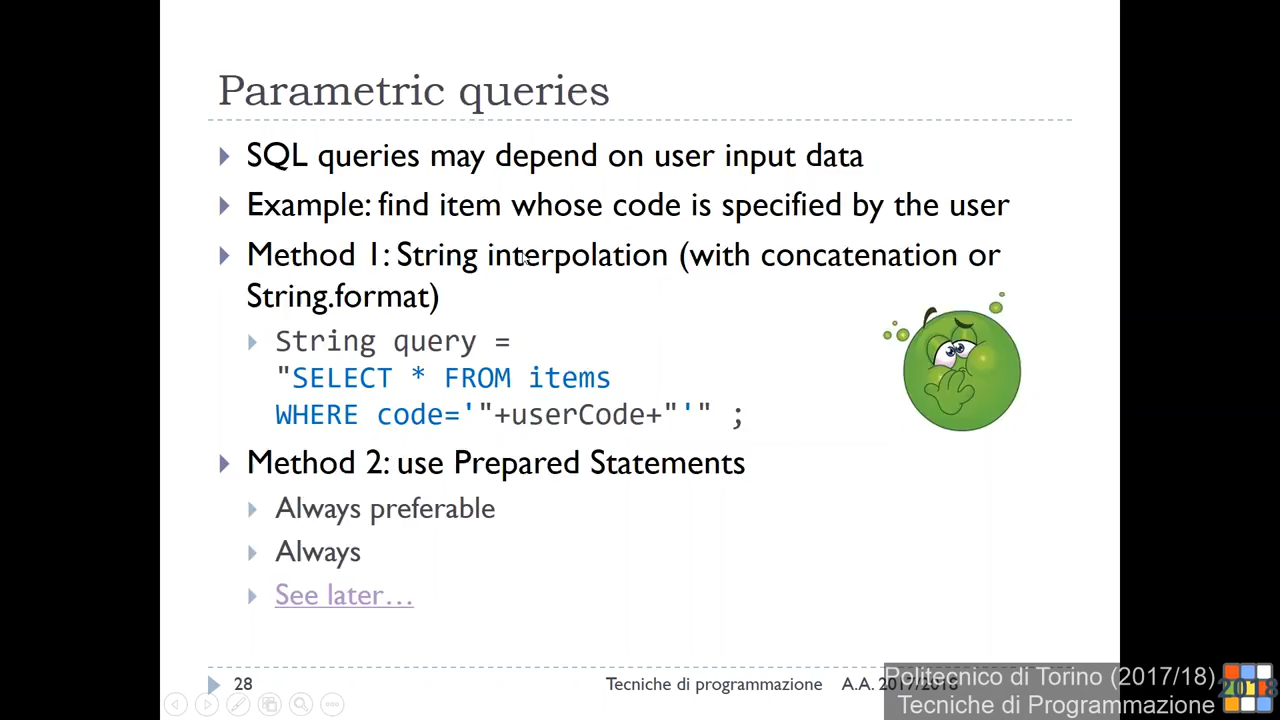 Parametric queries
SQL queries may depend on user input data
Example: find item whose code is specified by the user
Method 1: String interpolation (with concatenation or
String.format)
String query =
"SELECT * FROM items
WHERE code='"+userCode+"'" ;
Method 2: use Prepared Statements
Always preferable
Always
See later…
28
Tecniche di programmazione A.A. 2017/2018
Politecnico di Torino (2017/18)
Tecniche di Programmazione
2018